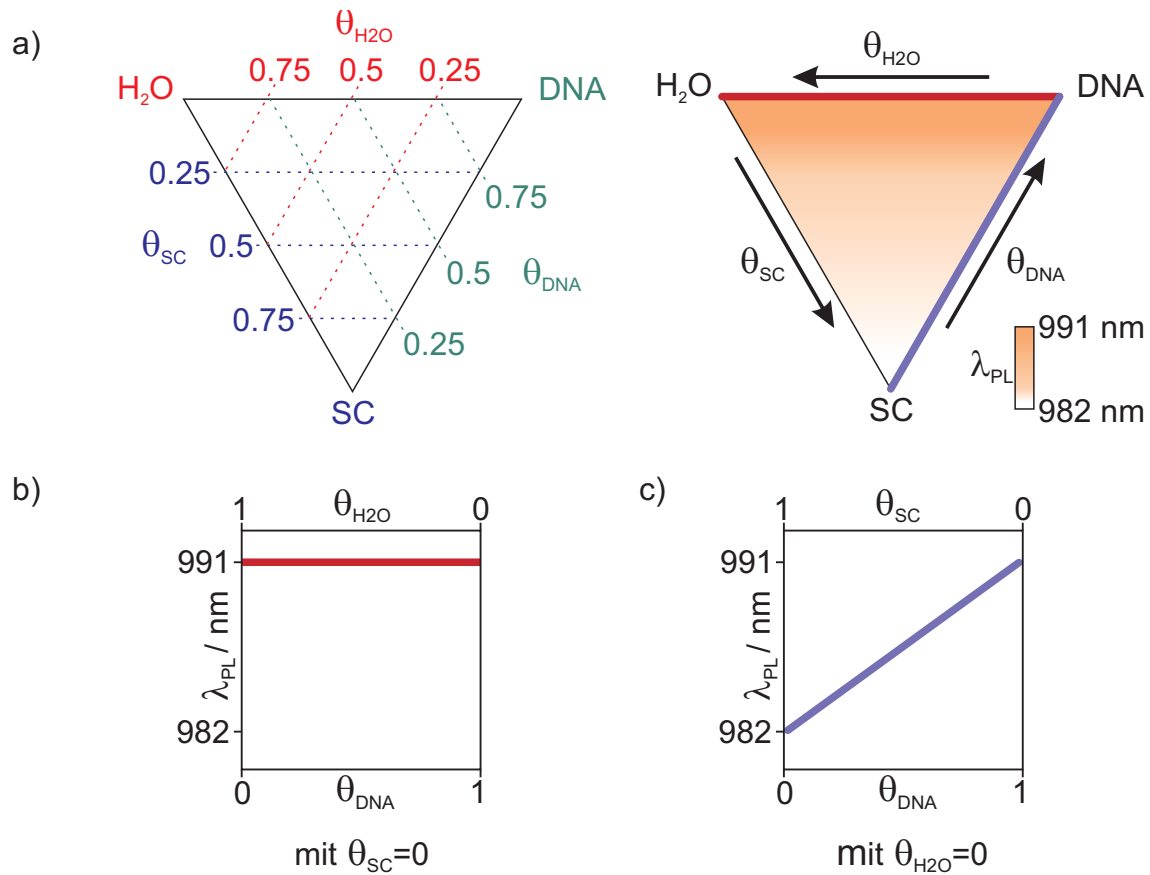 a)
θH2O
0.75 0.5 0.25
H2O DNA
0.25
0.75
θSC 0.5
0.5 θDNA
0.75
0.25
SC
θH2O
H2O DNA
θSC
θDNA
991 nm
λPL
982 nm
SC
b)
1 θH2O 0
991
λPL / nm
982
0 θDNA 1
mit θSC=0
c)
1 θSC 0
991
λPL / nm
982
0 θDNA 1
mit θH2O=0